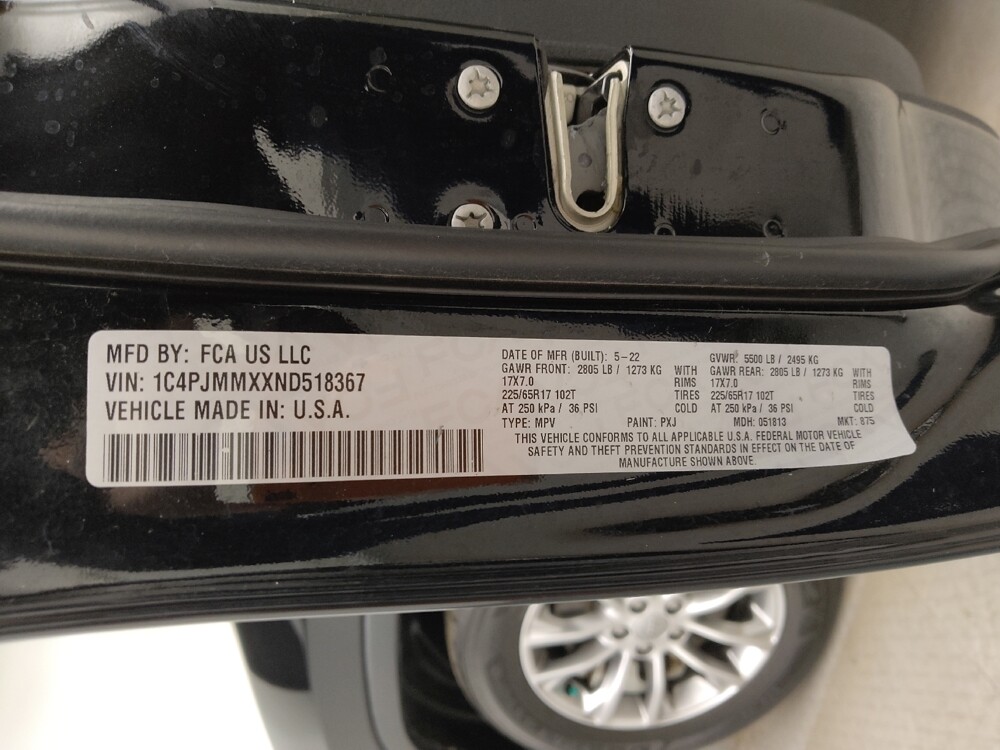 MFD BY: FCA US LLC
VIN: 1C4PJMMXXND518367
VEHICLE MADE IN: U.S.A.
DATE OF MFR (BUILT): 5-22 GVWR: 5500 LB / 2495 KG
GAWR FRONT: 2805 LB / 1273 KG WITH GAWR REAR: 2805 LB / 1273 KG WITH
17X7.0 RIMS 17X7.0 RIMS
225/65R17 102T TIRES 225/65R17 102T TIRES
AT 250 kPa / 36 PSI COLD AT 250 kPa / 36 PSI COLD
TYPE: MPV PAINT: PXJ MDH: 051813 MKT: 875
THIS VEHICLE CONFORMS TO ALL APPLICABLE U.S.A. FEDERAL MOTOR VEHICLE
SAFETY AND THEFT PREVENTION STANDARDS IN EFFECT ON THE DATE OF
MANUFACTURE SHOWN ABOVE.